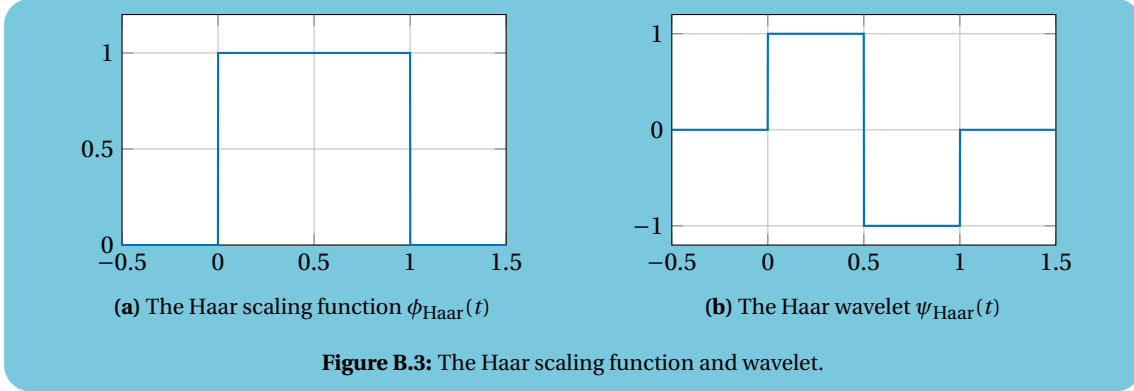 1
0.5
0
−0.5 0 0.5 1 1.5
(a) The Haar scaling function ϕHaar(t)
1
0
−1
−0.5 0 0.5 1 1.5
(b) The Haar wavelet ψHaar(t)
Figure B.3: The Haar scaling function and wavelet.